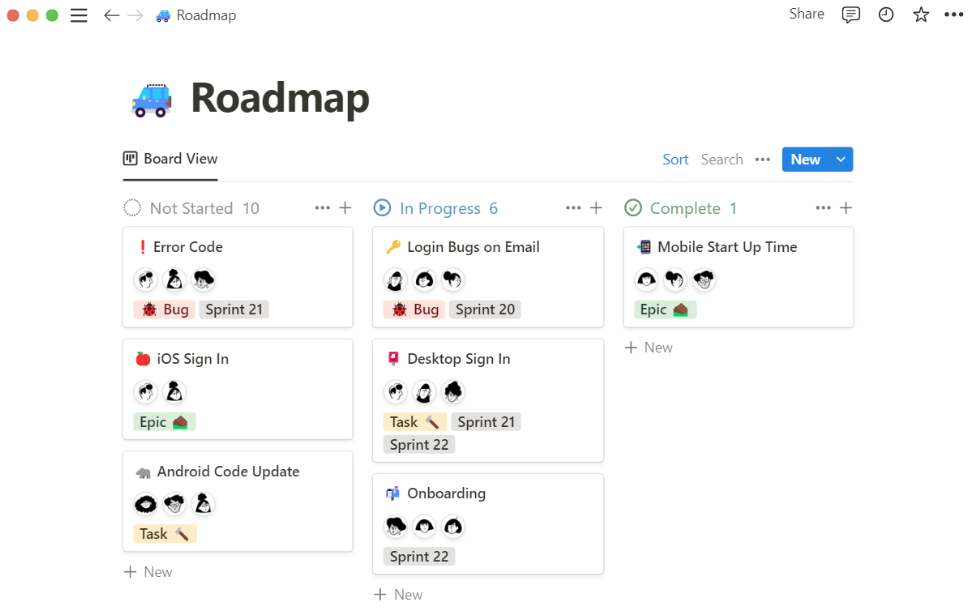 Roadmap
Share
Roadmap
Board View
Sort Search
New
Not Started 10
Error Code
Bug Sprint 21
iOS Sign In
Epic
Android Code Update
Task
New
In Progress 6
Login Bugs on Email
Bug Sprint 20
Desktop Sign In
Task Sprint 21
Sprint 22
Onboarding
Sprint 22
New
Complete 1
Mobile Start Up Time
Epic
New